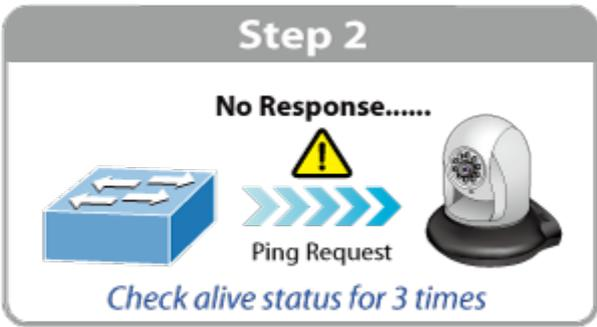 Step 2
No Response......
Ping Request
Check alive status for 3 times